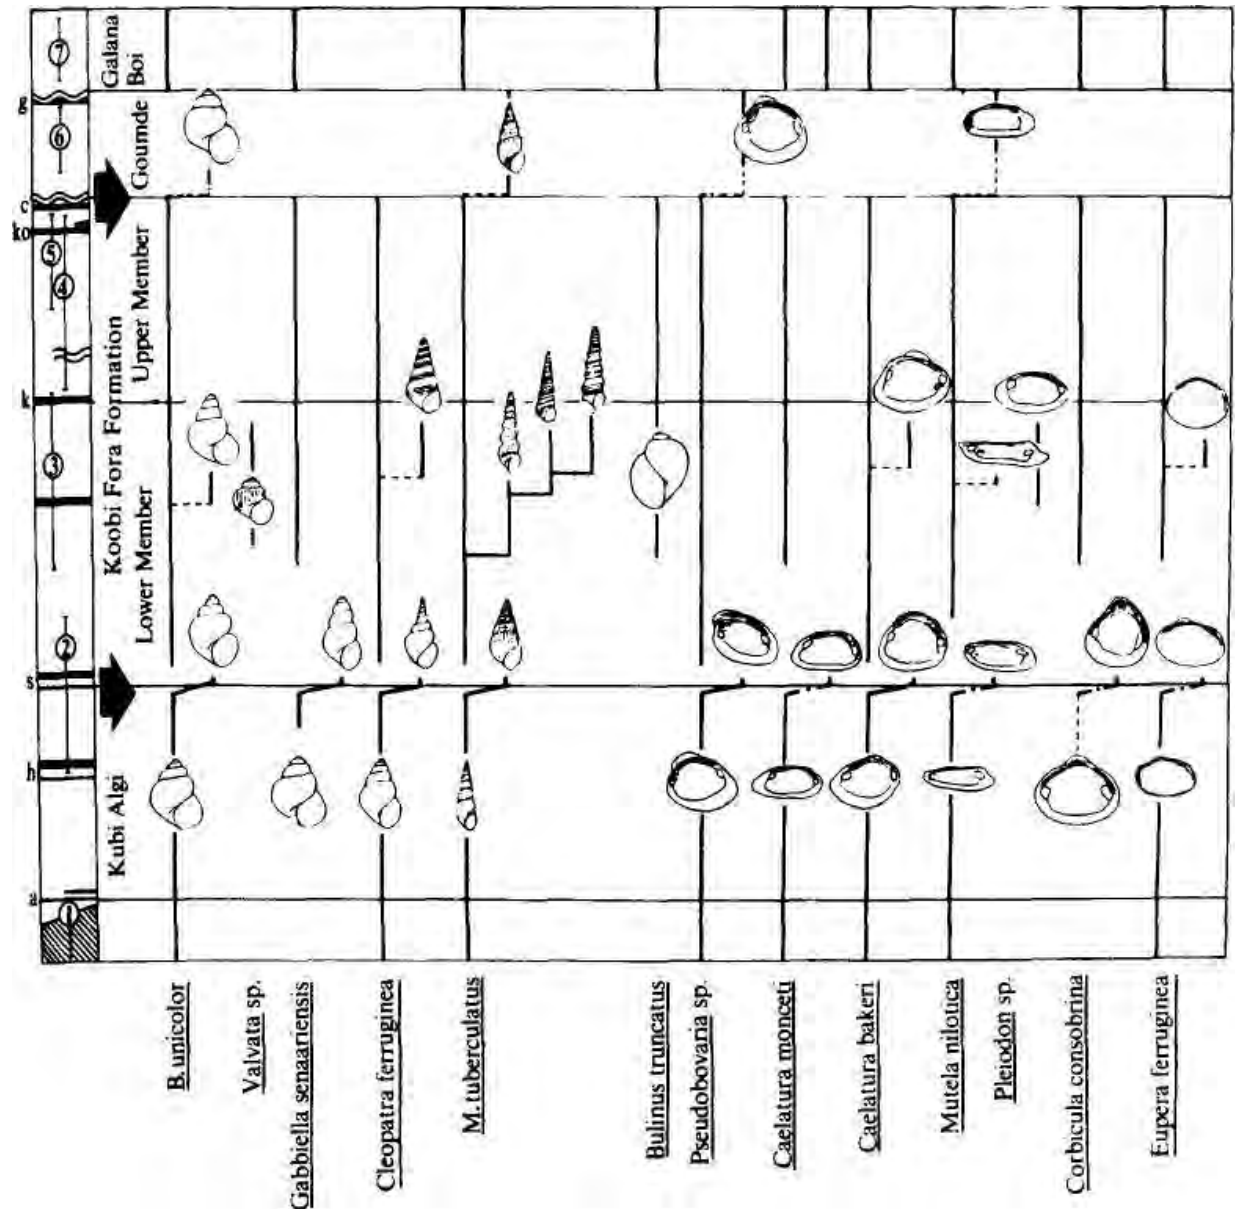 Galana
Boi
Goumde
Koobi Fora Formation
Upper Member
Lower Member
Kubi Algi
7
g
6
c
ko
5
4
k
3
2
s
h
a
1
B. unicolor
Valvata sp.
Gabbiella senaariensis
Cleopatra ferruginea
M. tuberculatus
Bulinus truncatus
Pseudobovaria sp.
Caelatura monceti
Caelatura bakeri
Mutela nilotica
Pleiodon sp.
Corbicula consobrina
Eupera ferruginea